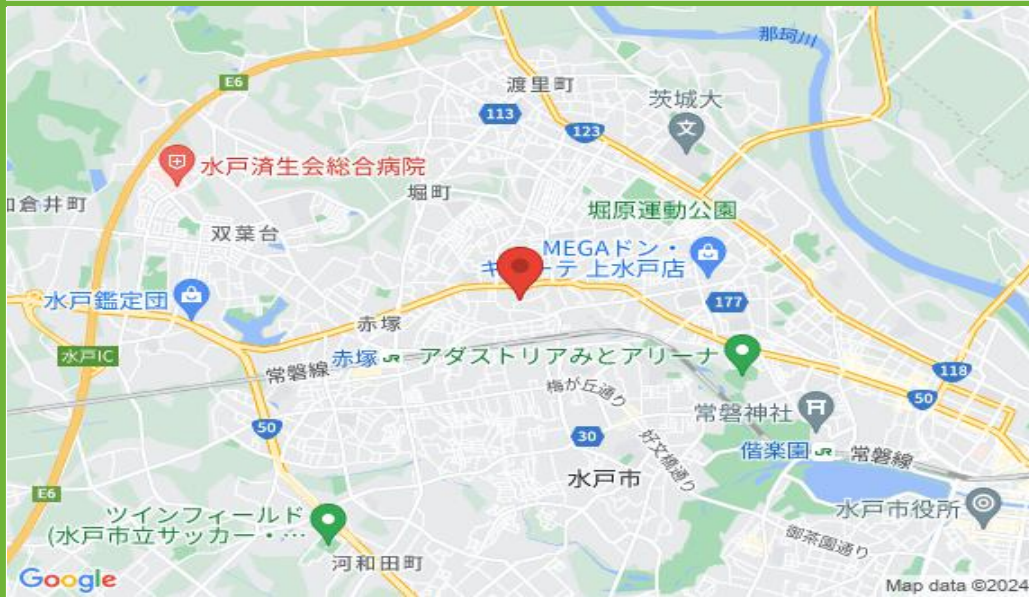 那珂川
渡里町
E6
113
茨城大
123
水戸済生会総合病院
堀町
倉井町
堀原運動公園
双葉台
MEGAドン・
キ
ーテ 上水戸店
水戸鑑定団
177
赤塚
水戸IC
赤塚
JR
アダストリアみとアリーナ
常磐線
118
梅が丘通り
50
常磐神社
50
30
好文橋通り
偕楽園
JR
常磐線
水戸市
E6
ツインフィールド
(水戸市立サッカー・…
水戸市役所
御茶園通り
河和田町
Google
Map data ©2024